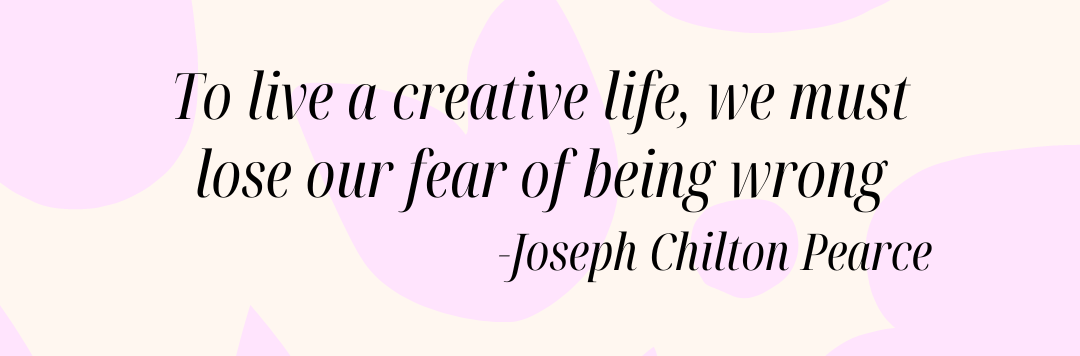 To live a creative life, we must
lose our fear of being wrong
-Joseph Chilton Pearce